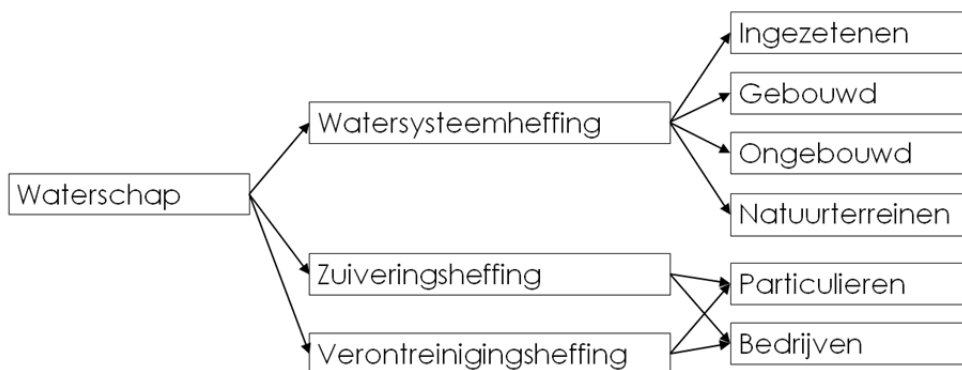 Waterschap
Watersysteemheffing
Zuiveringsheffing
Verontreinigingsheffing
Ingezetenen
Gebouwd
Ongebouwd
Natuurterreinen
Particulieren
Bedrijven